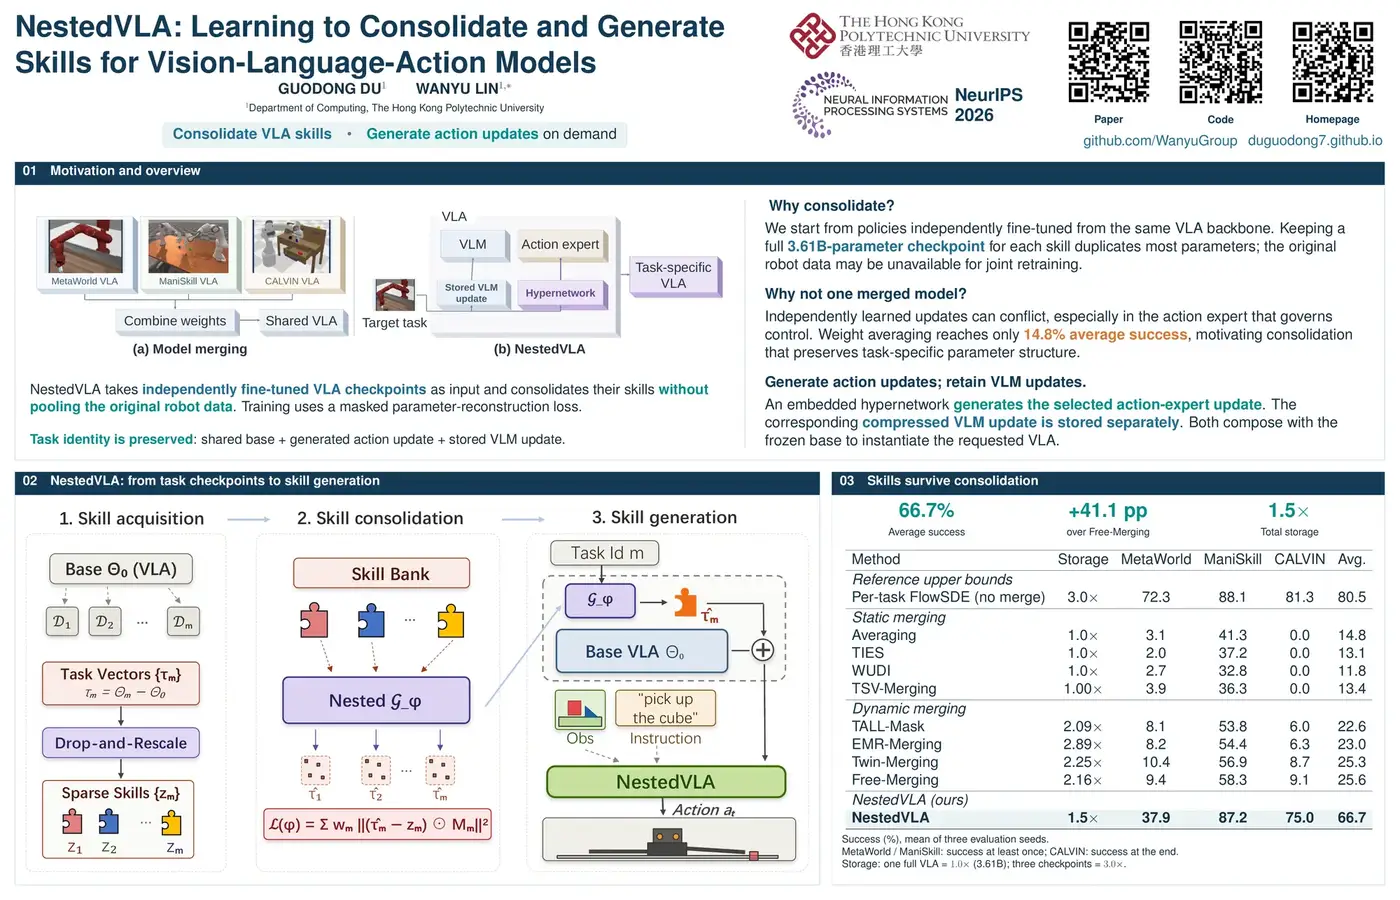 NestedVLA: Learning to Consolidate and Generate
Skills for Vision-Language-Action Models
GUODONG DU¹ WANYU LIN¹,*
¹Department of Computing, The Hong Kong Polytechnic University
Consolidate VLA skills • Generate action updates on demand
THE HONG KONG
POLYTECHNIC UNIVERSITY
香港理工大學
NEURAL INFORMATION
PROCESSING SYSTEMS
NeurIPS
2026
Paper
Code
Homepage
github.com/WanyuGroup duguodong7.github.io
01 Motivation and overview
MetaWorld VLA
ManiSkill VLA
CALVIN VLA
Combine weights
Shared VLA
(a) Model merging
VLA
VLM
Action expert
Stored VLM
update
Hypernetwork
Task-specific
VLA
Target task
(b) NestedVLA
NestedVLA takes independently fine-tuned VLA checkpoints as input and consolidates their skills without
pooling the original robot data. Training uses a masked parameter-reconstruction loss.
Task identity is preserved: shared base + generated action update + stored VLM update.
Why consolidate?
We start from policies independently fine-tuned from the same VLA backbone. Keeping a
full 3.61B-parameter checkpoint for each skill duplicates most parameters; the original
robot data may be unavailable for joint retraining.
Why not one merged model?
Independently learned updates can conflict, especially in the action expert that governs
control. Weight averaging reaches only 14.8% average success, motivating consolidation
that preserves task-specific parameter structure.
Generate action updates; retain VLM updates.
An embedded hypernetwork generates the selected action-expert update. The
corresponding compressed VLM update is stored separately. Both compose with the
frozen base to instantiate the requested VLA.
02 NestedVLA: from task checkpoints to skill generation
1. Skill acquisition
Base Θ₀ (VLA)
𝒟₁ 𝒟₂ ... 𝒟ₘ
Task Vectors {τₘ}
τₘ = Θₘ − Θ₀
Drop-and-Rescale
Sparse Skills {zₘ}
...
Z₁ Z₂ Zₘ
2. Skill consolidation
Skill Bank
...
Nested 𝒢_φ
...
τ̂₁ τ̂₂ τ̂ₘ
ℒ(φ) = Σ wₘ ||(τ̂ₘ − zₘ) ⊙ Mₘ||²
3. Skill generation
Task Id m
𝒢_φ
τ̂ₘ
Base VLA Θ₀
+
"pick up
the cube"
Obs
Instruction
NestedVLA
Action aₜ
03 Skills survive consolidation
66.7% +41.1 pp 1.5×
Average success over Free-Merging Total storage
Method Storage MetaWorld ManiSkill CALVIN Avg.
Reference upper bounds
Per-task FlowSDE (no merge) 3.0× 72.3 88.1 81.3 80.5
Static merging
Averaging 1.0× 3.1 41.3 0.0 14.8
TIES 1.0× 2.0 37.2 0.0 13.1
WUDI 1.0× 2.7 32.8 0.0 11.8
TSV-Merging 1.00× 3.9 36.3 0.0 13.4
Dynamic merging
TALL-Mask 2.09× 8.1 53.8 6.0 22.6
EMR-Merging 2.89× 8.2 54.4 6.3 23.0
Twin-Merging 2.25× 10.4 56.9 8.7 25.3
Free-Merging 2.16× 9.4 58.3 9.1 25.6
NestedVLA (ours)
NestedVLA 1.5× 37.9 87.2 75.0 66.7
Success (%), mean of three evaluation seeds.
MetaWorld / ManiSkill: success at least once; CALVIN: success at the end.
Storage: one full VLA = 1.0× (3.61B); three checkpoints = 3.0×.